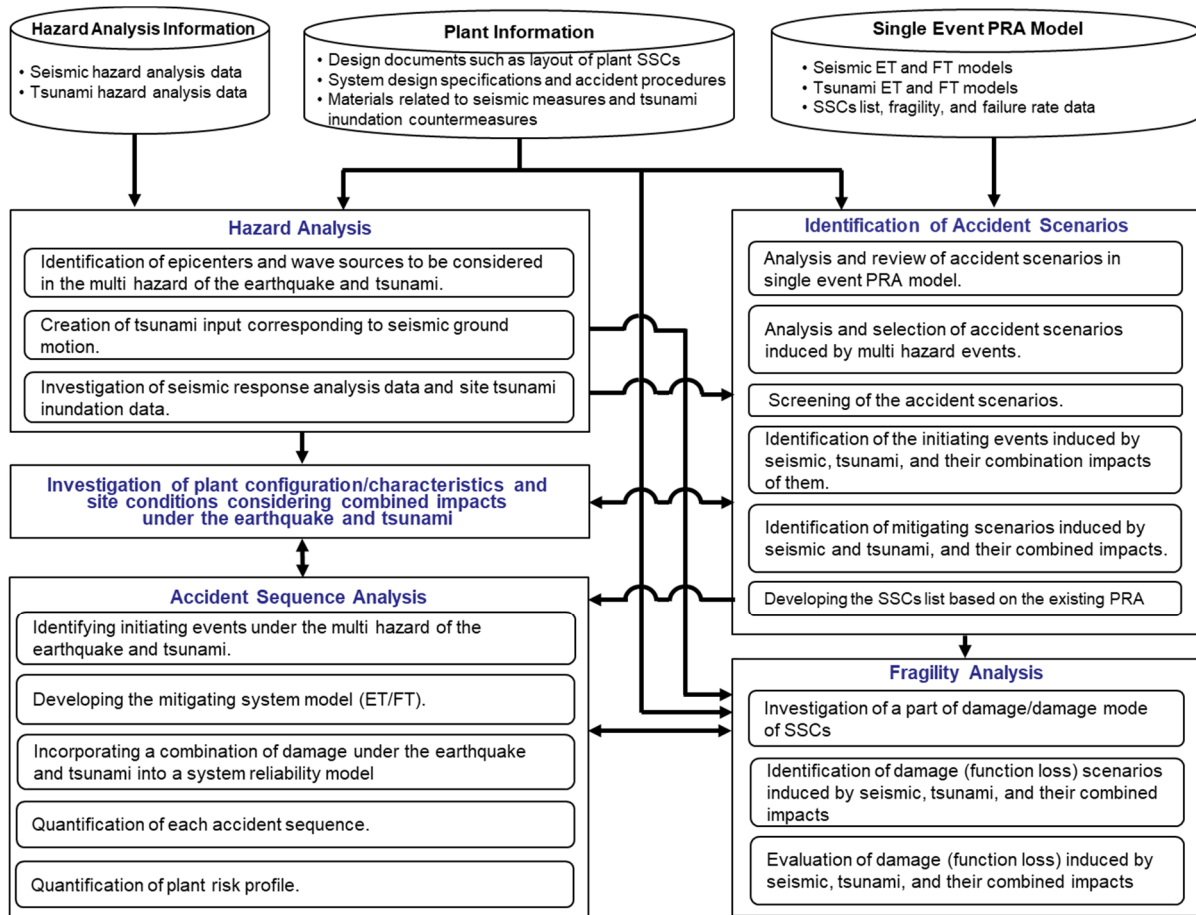 Hazard Analysis Information
• Seismic hazard analysis data
• Tsunami hazard analysis data
Plant Information
• Design documents such as layout of plant SSCs
• System design specifications and accident procedures
• Materials related to seismic measures and tsunami
inundation countermeasures
Single Event PRA Model
• Seismic ET and FT models
• Tsunami ET and FT models
• SSCs list, fragility, and failure rate data
Hazard Analysis
Identification of epicenters and wave sources to be considered
in the multi hazard of the earthquake and tsunami.
Creation of tsunami input corresponding to seismic ground
motion.
Investigation of seismic response analysis data and site tsunami
inundation data.
Investigation of plant configuration/characteristics and
site conditions considering combined impacts
under the earthquake and tsunami
Accident Sequence Analysis
Identifying initiating events under the multi hazard of the
earthquake and tsunami.
Developing the mitigating system model (ET/FT).
Incorporating a combination of damage under the earthquake
and tsunami into a system reliability model
Quantification of each accident sequence.
Quantification of plant risk profile.
Identification of Accident Scenarios
Analysis and review of accident scenarios in
single event PRA model.
Analysis and selection of accident scenarios
induced by multi hazard events.
Screening of the accident scenarios.
Identification of the initiating events induced by
seismic, tsunami, and their combination impacts
of them.
Identification of mitigating scenarios induced by
seismic and tsunami, and their combined impacts.
Developing the SSCs list based on the existing PRA
Fragility Analysis
Investigation of a part of damage/damage mode
of SSCs
Identification of damage (function loss) scenarios
induced by seismic, tsunami, and their combined
impacts
Evaluation of damage (function loss) induced by
seismic, tsunami, and their combined impacts